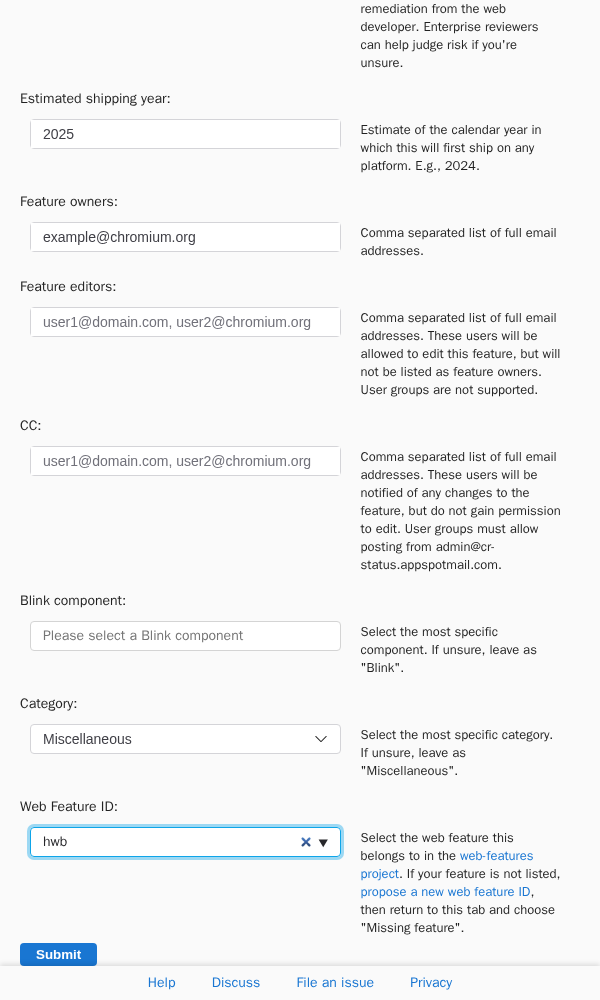 remediation from the web
developer. Enterprise reviewers
can help judge risk if you're
unsure.
Estimated shipping year:
2025
Estimate of the calendar year in
which this will first ship on any
platform. E.g., 2024.
Feature owners:
example@chromium.org
Comma separated list of full email
addresses.
Feature editors:
user1@domain.com, user2@chromium.org
Comma separated list of full email
addresses. These users will be
allowed to edit this feature, but will
not be listed as feature owners.
User groups are not supported.
CC:
user1@domain.com, user2@chromium.org
Comma separated list of full email
addresses. These users will be
notified of any changes to the
feature, but do not gain permission
to edit. User groups must allow
posting from admin@cr-
status.appspotmail.com.
Blink component:
Please select a Blink component
Select the most specific
component. If unsure, leave as
"Blink".
Category:
Miscellaneous
Select the most specific category.
If unsure, leave as
"Miscellaneous".
Web Feature ID:
hwb
Select the web feature this
belongs to in the web-features
project. If your feature is not listed,
propose a new web feature ID,
then return to this tab and choose
"Missing feature".
Submit
Help Discuss File an issue Privacy